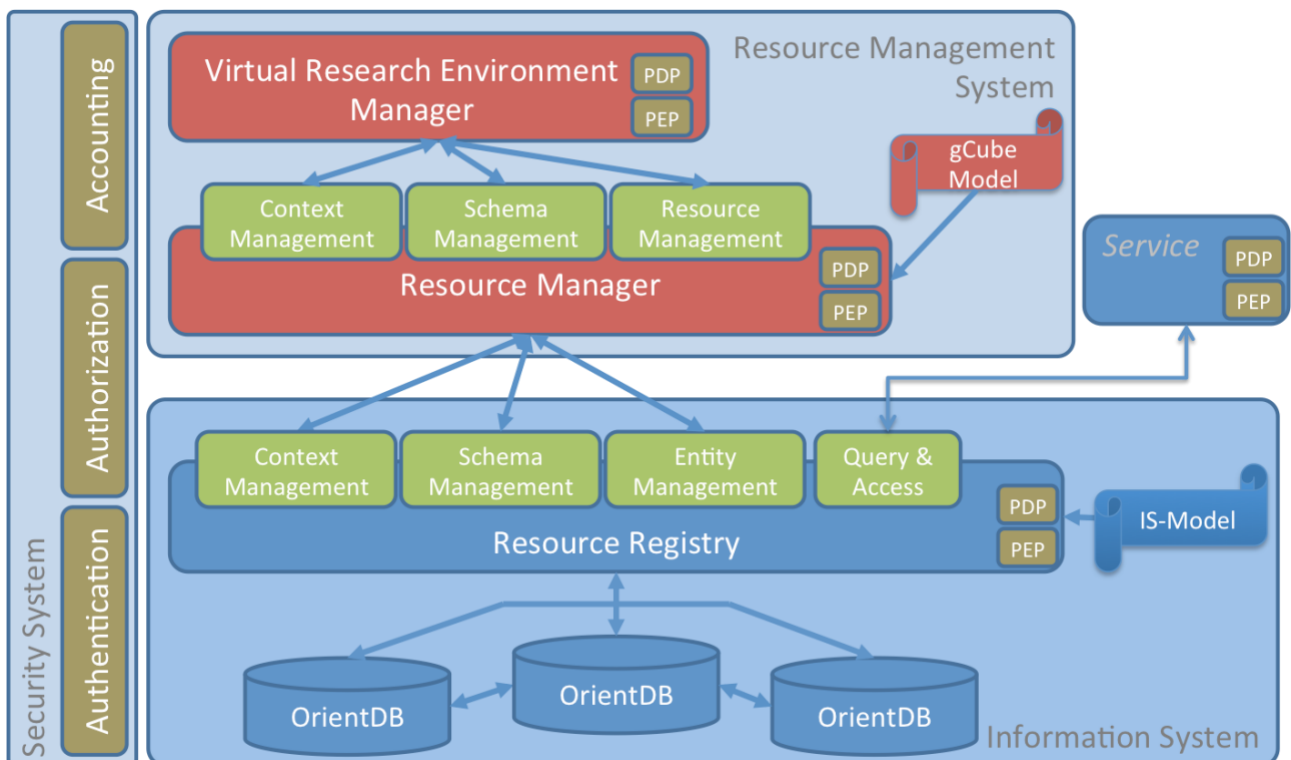 Accounting
Authorization
Authentication
Security System
Resource Management
System
Virtual Research Environment
Manager
PDP
PEP
gCube
Model
Context
Management
Schema
Management
Resource
Management
Resource Manager
PDP
PEP
Service
PDP
PEP
Context
Management
Schema
Management
Entity
Management
Query &
Access
Resource Registry
PDP
PEP
IS-Model
OrientDB
OrientDB
OrientDB
Information System